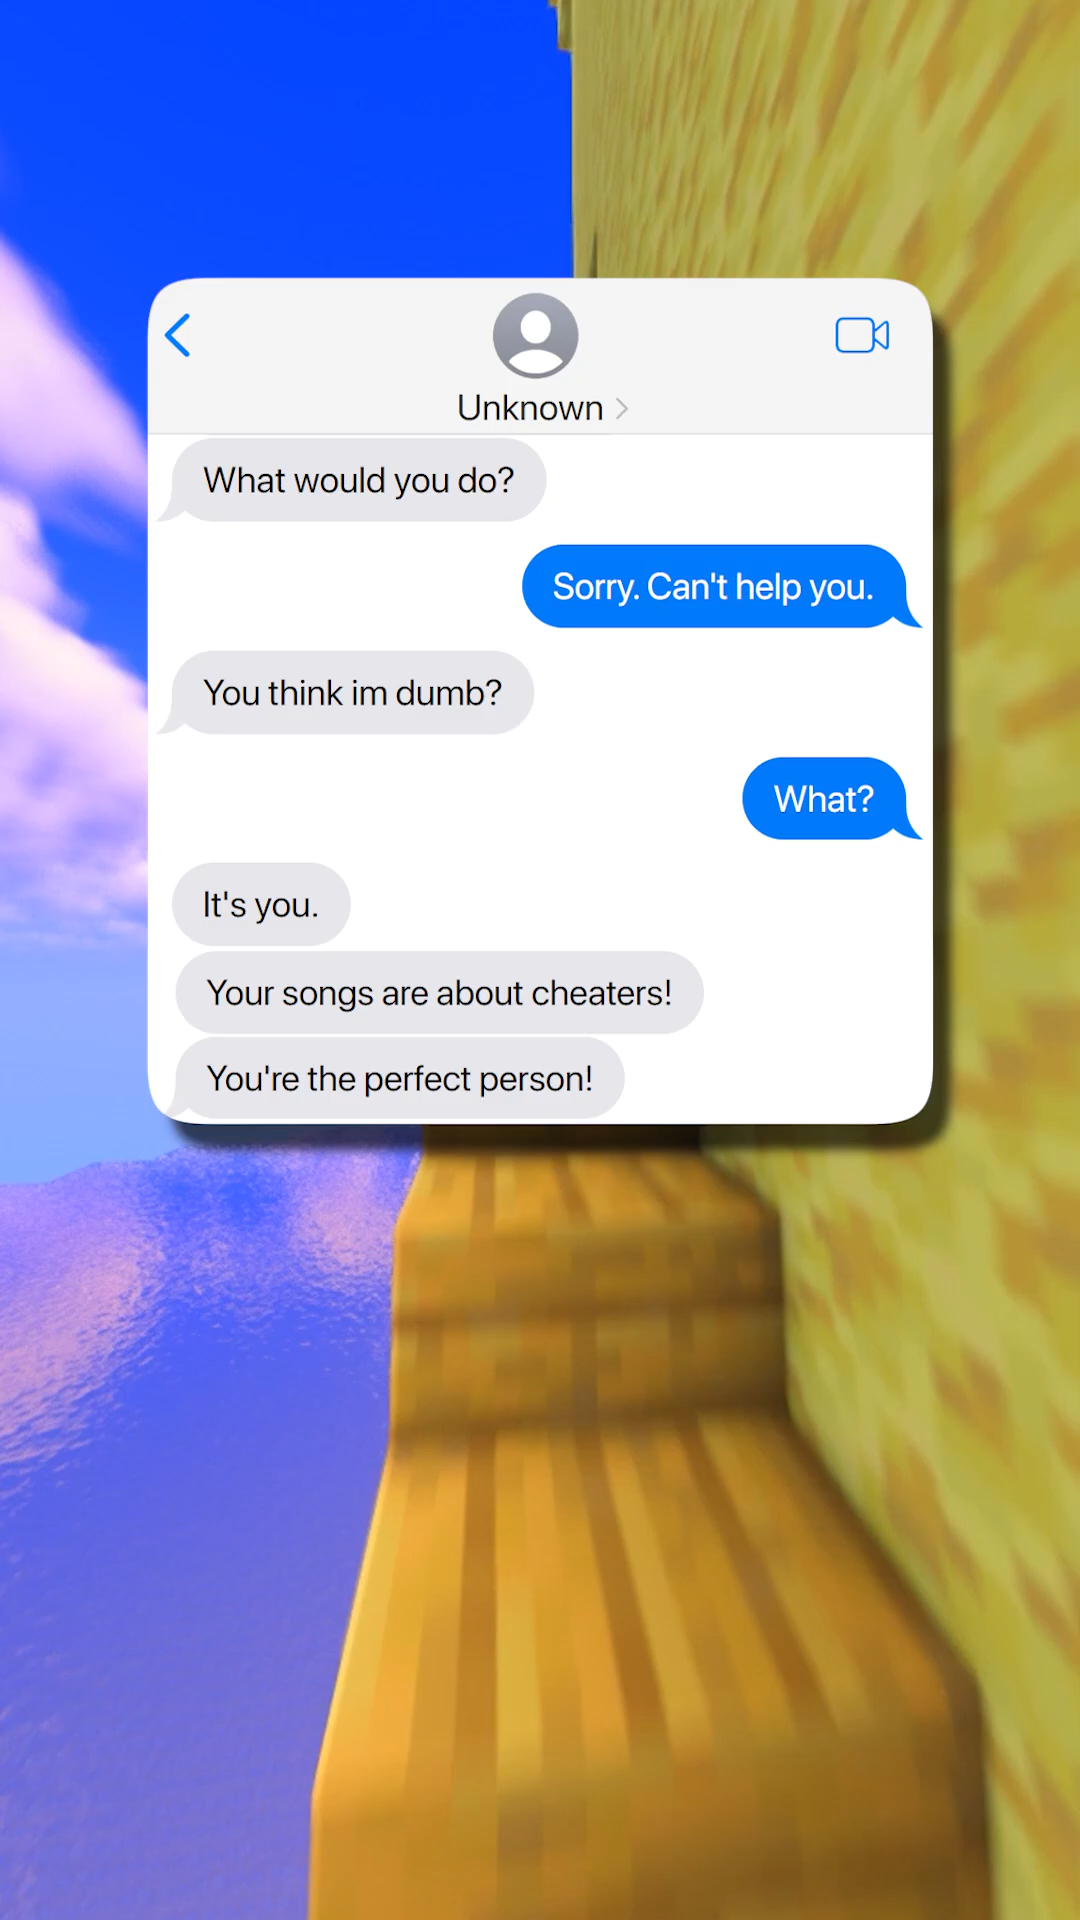 Unknown
What would you do?
Sorry. Can't help you.
You think im dumb?
What?
It's you.
Your songs are about cheaters!
You're the perfect person!